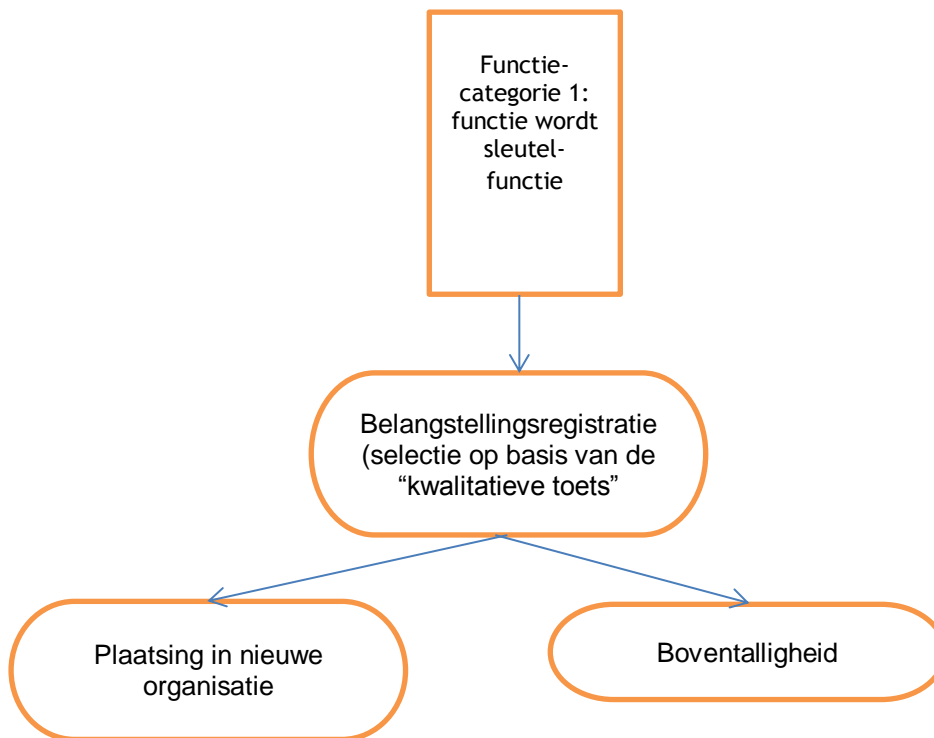 Functie-
categorie 1:
functie wordt
sleutel-
functie
Belangstellingsregistratie
(selectie op basis van de
“kwalitatieve toets”
Plaatsing in nieuwe
organisatie
Boventalligheid